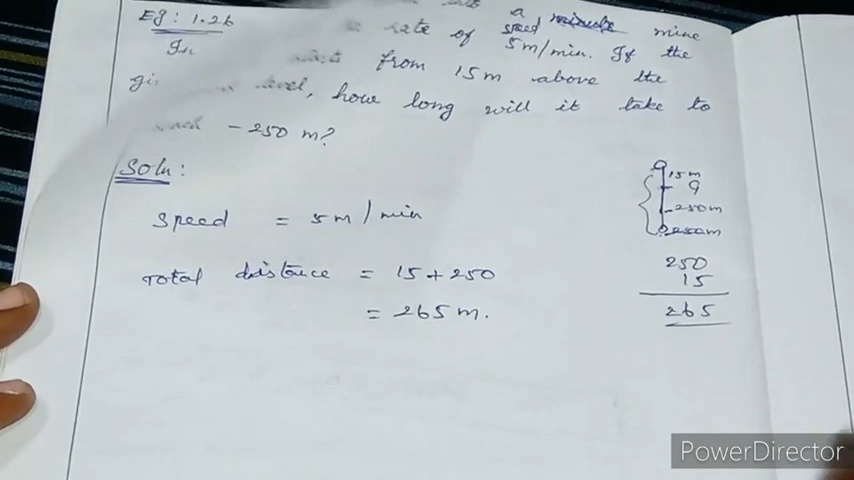 Eg: 1.26
a
rate of speed minute mine
In 5m/min. If the
from 15m above the
level, how long will it take to
-250 m?
Soln:
Speed = 5m/min
Total distance = 15+250
= 265m.
15m
-250m
250
15
265
PowerDirector